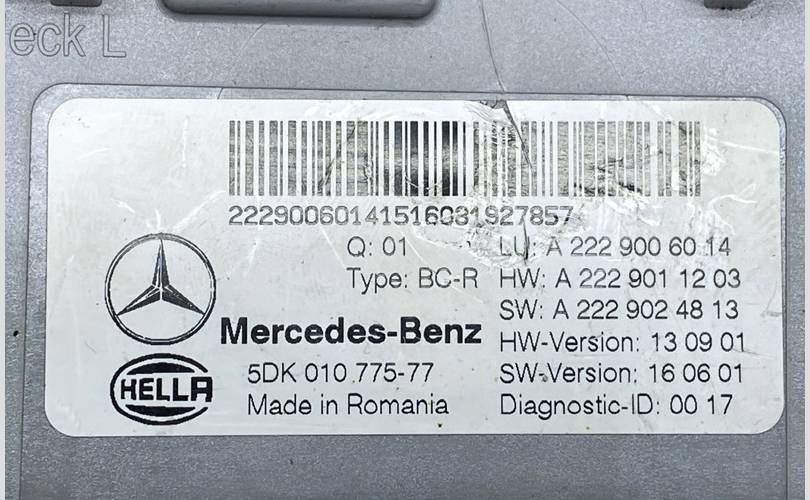 eck L
22290060141516031927857
Q: 01
LU: A 222 900 60 14
Type: BC-R
HW: A 222 901 12 03
SW: A 222 902 48 13
Mercedes-Benz
HW-Version: 13 09 01
HELLA
5DK 010 775-77
SW-Version: 16 06 01
Made in Romania
Diagnostic-ID: 00 17